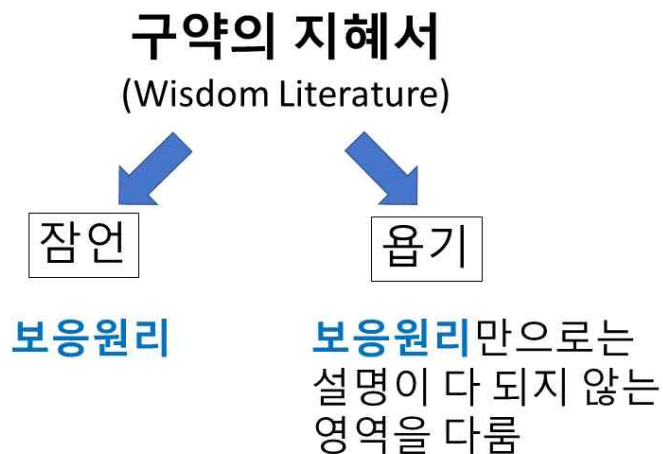 구약의 지혜서
(Wisdom Literature)
잠언
욥기
보응원리
보응원리만으로는
설명이 다 되지 않는
영역을 다룸